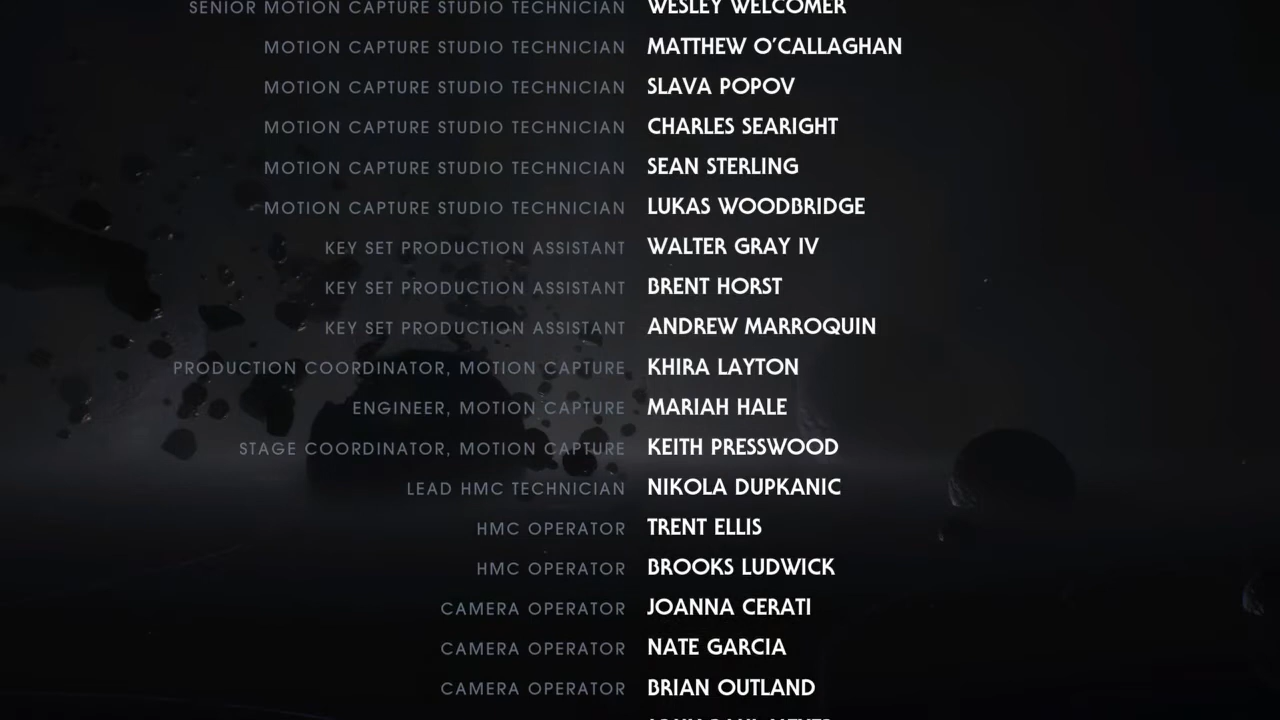 SENIOR MOTION CAPTURE STUDIO TECHNICIAN WESLEY WELCOMER
MOTION CAPTURE STUDIO TECHNICIAN MATTHEW O'CALLAGHAN
MOTION CAPTURE STUDIO TECHNICIAN SLAVA POPOV
MOTION CAPTURE STUDIO TECHNICIAN CHARLES SEARIGHT
MOTION CAPTURE STUDIO TECHNICIAN SEAN STERLING
MOTION CAPTURE STUDIO TECHNICIAN LUKAS WOODBRIDGE
KEY SET PRODUCTION ASSISTANT WALTER GRAY IV
KEY SET PRODUCTION ASSISTANT BRENT HORST
KEY SET PRODUCTION ASSISTANT ANDREW MARROQUIN
PRODUCTION COORDINATOR, MOTION CAPTURE KHIRA LAYTON
ENGINEER, MOTION CAPTURE MARIAH HALE
STAGE COORDINATOR, MOTION CAPTURE KEITH PRESSWOOD
LEAD HMC TECHNICIAN NIKOLA DUPKANIC
HMC OPERATOR TRENT ELLIS
HMC OPERATOR BROOKS LUDWICK
CAMERA OPERATOR JOANNA CERATI
CAMERA OPERATOR NATE GARCIA
CAMERA OPERATOR BRIAN OUTLAND